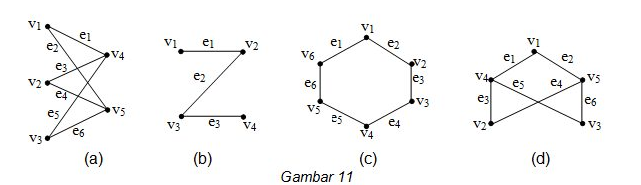 v1 e1 e2 v4 e3 v2 e4 e5 v5 v3 e6
(a)
v1 e1 v2 e2 v3 e3 v4
(b)
v1 e1 e2 v6 v2 e6 e3 v5 v3 e5 e4 v4
(c)
v1 e1 e2 v4 e5 e4 v5 e3 e6 v2 v3
(d)
Gambar 11